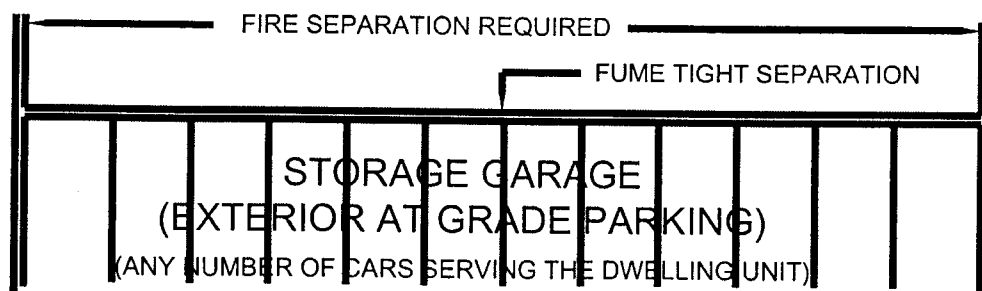 FIRE SEPARATION REQUIRED
FUME TIGHT SEPARATION
STORAGE GARAGE
(EXTERIOR AT GRADE PARKING)
(ANY NUMBER OF CARS SERVING THE DWELLING UNIT)